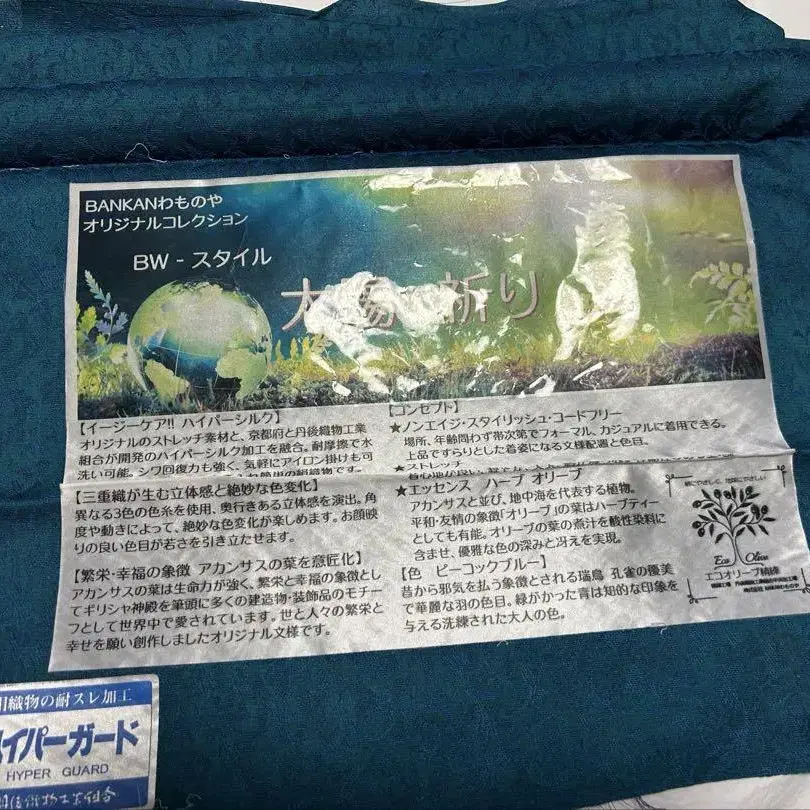 BANKANわものや
オリジナルコレクション
BW - スタイル
太陽 祈り
【イージーケア!! ハイパーシルク】
オリジナルのストレッチ素材と、京都府と丹後織物工業
組合が開発のハイパーシルク加工を融合。耐摩擦で水
洗い可能。シワ回復力も強く、気軽にアイロン掛けも可
【三重織が生む立体感と絶妙な色変化】
異なる3色の色糸を使用、奥行きある立体感を演出。角
度や動きによって、絶妙な色変化が楽しめます。お顔映
りの良い色目が若さを引き立たせます。
【繁栄・幸福の象徴 アカンサスの葉を意匠化】
アカンサスの葉は生命力が強く、繁栄と幸福の象徴とし
てギリシャ神殿を筆頭に多くの建造物・装飾品のモチー
フとして世界中で愛されています。世と人々の繁栄と
幸せを願い創作しましたオリジナル文様です。
【コンセプト】
★ノンエイジ・スタイリッシュ・コードフリー
場所、年齢問わず帯次第でフォーマル、カジュアルに着用できる。
上品ですらりとした着姿になる文様配置と色目。
★ストレッチ
★エッセンス ハーブ オリーブ
アカンサスと並び、地中海を代表する植物。
平和・友情の象徴「オリーブ」の葉はハーブティー
としても有能。オリーブの葉の煮汁を酸性染料に
含ませ、優雅な色の深みと冴えを実現。
【色 ピーコックブルー】
昔から邪気を払う象徴とされる瑞鳥 孔雀の優美
で華麗な羽の色目。緑がかった青は知的な印象を
与える洗練された大人の色。
Eco Olive
エコオリーブ精練
織物の耐スレ加工
イパーガード
HYPER GUARD